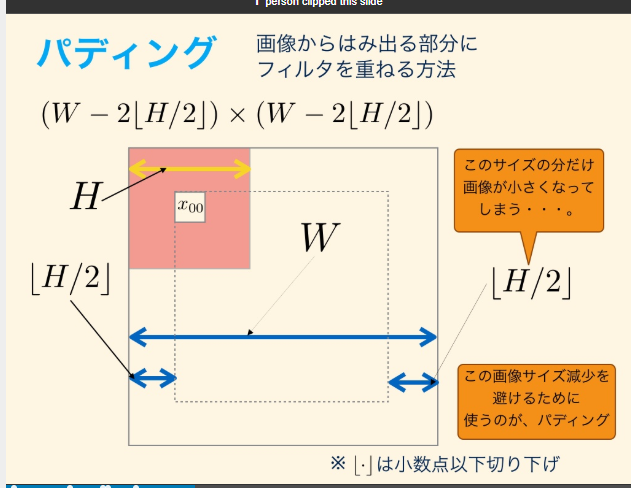 1 person clipped this slide
パディング
画像からはみ出る部分に
フィルタを重ねる方法
(W − 2⌊H/2⌋) × (W − 2⌊H/2⌋)
H
x₀₀
W
⌊H/2⌋
このサイズの分だけ
画像が小さくなって
しまう・・・。
⌊H/2⌋
この画像サイズ減少を
避けるために
使うのが、パディング
※ ⌊·⌋は小数点以下切り下げ